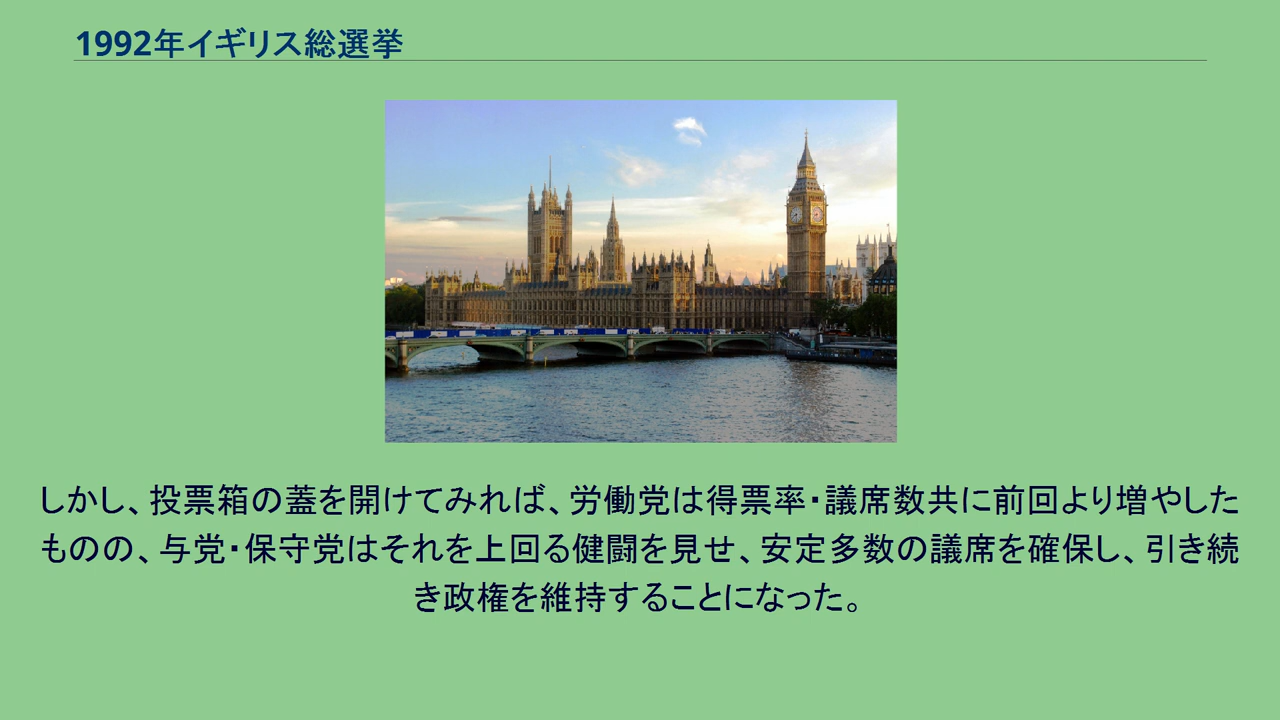 1992年イギリス総選挙
しかし、投票箱の蓋を開けてみれば、労働党は得票率・議席数共に前回より増やした
ものの、与党・保守党はそれを上回る健闘を見せ、安定多数の議席を確保し、引き続
き政権を維持することになった。